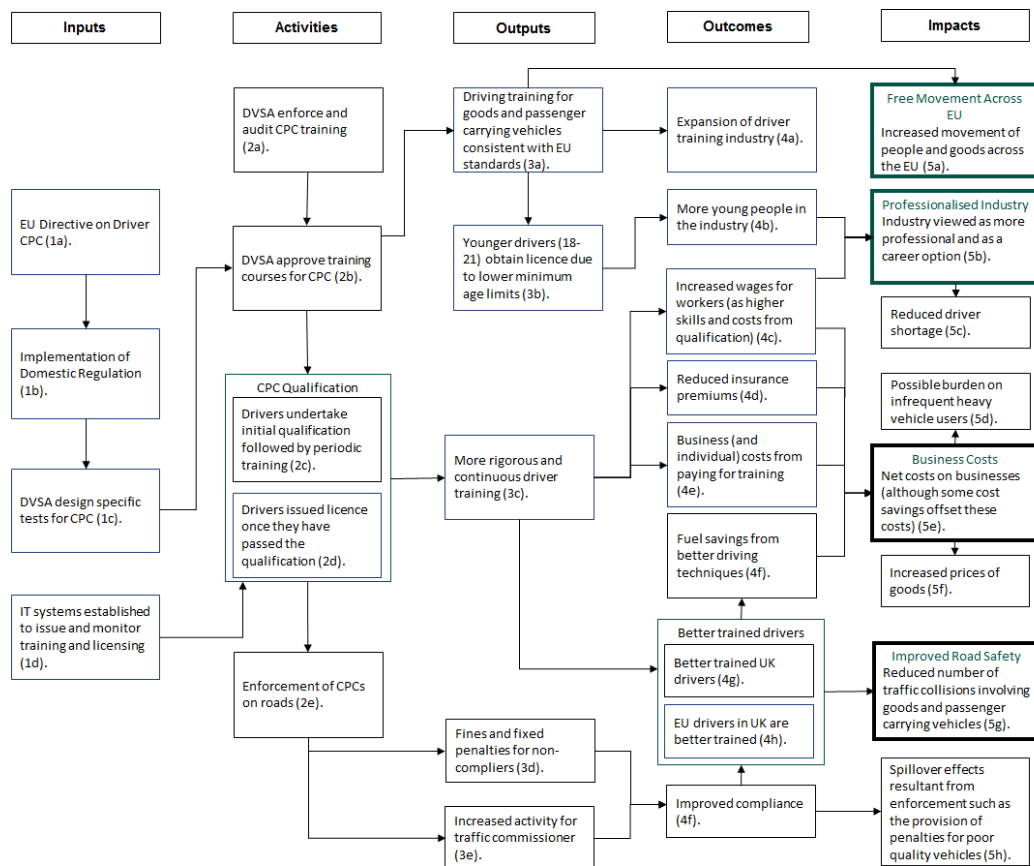 Inputs
Activities
Outputs
Outcomes
Impacts
EU Directive on Driver
CPC (1a).
Implementation of
Domestic Regulation
(1b).
DVSA design specific
tests for CPC (1c).
IT systems established
to issue and monitor
training and licensing
(1d).
DVSA enforce and
audit CPC training
(2a).
DVSA approve training
courses for CPC (2b).
CPC Qualification
Drivers undertake
initial qualification
followed by periodic
training (2c).
Drivers issued licence
once they have
passed the
qualification (2d).
Enforcement of CPCs
on roads (2e).
Driving training for
goods and passenger
carrying vehicles
consistent with EU
standards (3a).
Younger drivers (18-
21) obtain licence due
to lower minimum
age limits (3b).
More rigorous and
continuous driver
training (3c).
Fines and fixed
penalties for non-
compliers (3d).
Increased activity for
traffic commissioner
(3e).
Expansion of driver
training industry (4a).
More young people in
the industry (4b).
Increased wages for
workers (as higher
skills and costs from
qualification) (4c).
Reduced insurance
premiums (4d).
Business (and
individual) costs from
paying for training
(4e).
Fuel savings from
better driving
techniques (4f).
Better trained drivers
Better trained UK
drivers (4g).
EU drivers in UK are
better trained (4h).
Improved compliance
(4f).
Free Movement Across
EU
Increased movement of
people and goods across
the EU (5a).
Professionalised Industry
Industry viewed as more
professional and as a
career option (5b).
Reduced driver
shortage (5c).
Possible burden on
infrequent heavy
vehicle users (5d).
Business Costs
Net costs on businesses
(although some cost
savings offset these
costs) (5e).
Increased prices of
goods (5f).
Improved Road Safety
Reduced number of
traffic collisions involving
goods and passenger
carrying vehicles (5g).
Spillover effects
resultant from
enforcement such as
the provision of
penalties for poor
quality vehicles (5h).